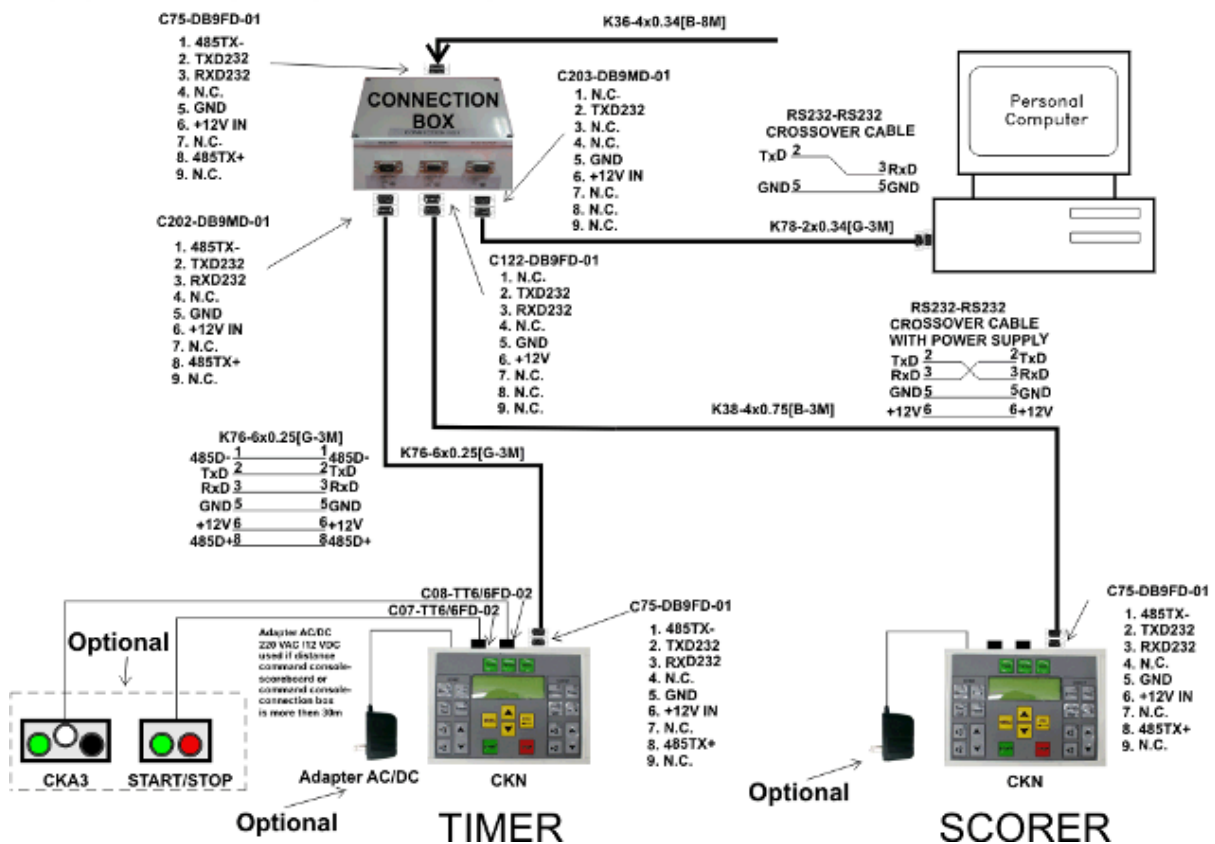 C75-DB9FD-01
1. 485TX-
2. TXD232
3. RXD232
4. N.C.
5. GND
6. +12V IN
7. N.C.
8. 485TX+
9. N.C.
K36-4x0.34[B-8M]
CONNECTION
BOX
C203-DB9MD-01
1. N.C.
2. TXD232
3. N.C.
4. N.C.
5. GND
6. +12V IN
7. N.C.
8. N.C.
9. N.C.
RS232-RS232
CROSSOVER CABLE
TxD 2
3 RxD
GND 5 5 GND
Personal
Computer
K78-2x0.34[G-3M]
C202-DB9MD-01
1. 485TX-
2. TXD232
3. RXD232
4. N.C.
5. GND
6. +12V IN
7. N.C.
8. 485TX+
9. N.C.
C122-DB9FD-01
1. N.C.
2. TXD232
3. RXD232
4. N.C.
5. GND
6. +12V
7. N.C.
8. N.C.
9. N.C.
RS232-RS232
CROSSOVER CABLE
WITH POWER SUPPLY
TxD 2 2 TxD
RxD 3 3 RxD
GND 5 5 GND
+12V 6 6 +12V
K38-4x0.75[B-3M]
K76-6x0.25[G-3M]
485D- 1 1 485D-
TxD 2 2 TxD
RxD 3 3 RxD
GND 5 5 GND
+12V 6 6 +12V
485D+ 8 8 485D+
K76-6x0.25[G-3M]
C08-TT6/6FD-02
C07-TT6/6FD-02
Optional
CKA3
START/STOP
Adapter AC/DC
220 VAC /12 VDC
used if distance
command console-
scoreboard or
command console-
connection box
is more then 30m
Adapter AC/DC
Optional
CKN
TIMER
C75-DB9FD-01
1. 485TX-
2. TXD232
3. RXD232
4. N.C.
5. GND
6. +12V IN
7. N.C.
8. 485TX+
9. N.C.
Optional
CKN
SCORER
C75-DB9FD-01
1. 485TX-
2. TXD232
3. RXD232
4. N.C.
5. GND
6. +12V IN
7. N.C.
8. 485TX+
9. N.C.